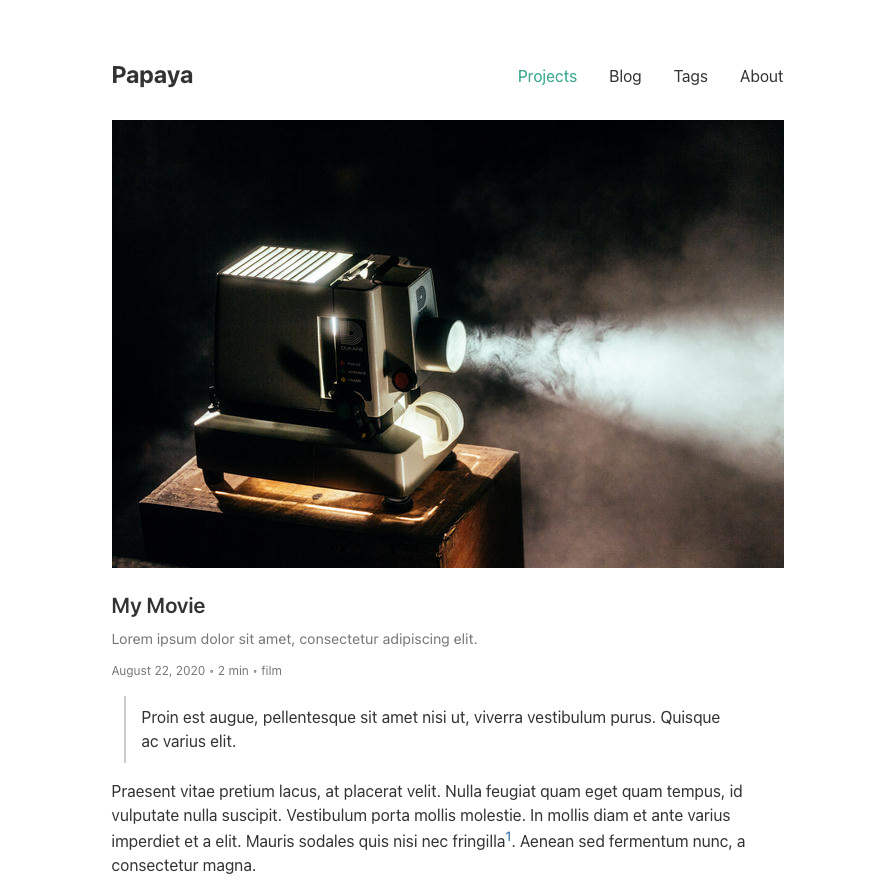 Papaya
Projects Blog Tags About
DUKANE
FOCUS
My Movie
Lorem ipsum dolor sit amet, consectetur adipiscing elit.
August 22, 2020 • 2 min • film
Proin est augue, pellentesque sit amet nisi ut, viverra vestibulum purus. Quisque
ac varius elit.
Praesent vitae pretium lacus, at placerat velit. Nulla feugiat quam eget quam tempus, id
vulputate nulla suscipit. Vestibulum porta mollis molestie. In mollis diam et ante varius
imperdiet et a elit. Mauris sodales quis nisi nec fringilla1. Aenean sed fermentum nunc, a
consectetur magna.